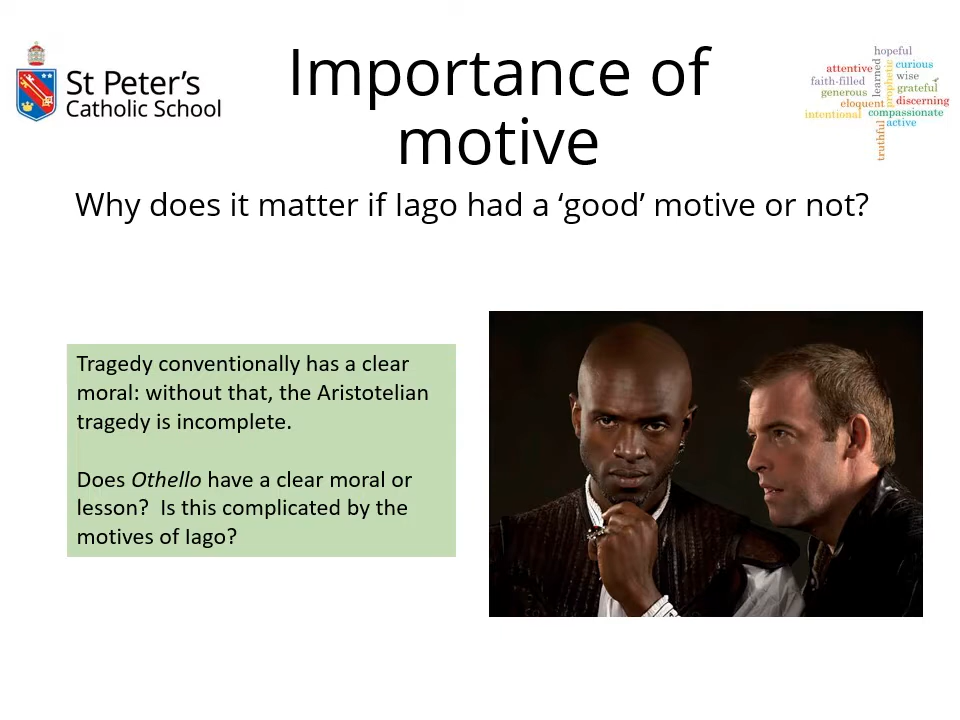 St Peter's
Catholic School
Importance of
motive
hopeful
attentive
learned
prophetic
curious
faith-filled
wise
generous
grateful
eloquent
discerning
intentional
compassionate
truthful
active
Why does it matter if Iago had a ‘good’ motive or not?
Tragedy conventionally has a clear
moral: without that, the Aristotelian
tragedy is incomplete.
Does Othello have a clear moral or
lesson?  Is this complicated by the
motives of Iago?